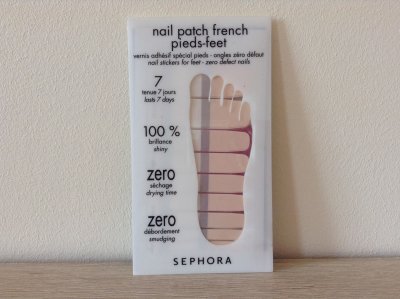 nail patch french
pieds-feet
vernis adhésif spécial pieds - ongles zéro défaut
nail stickers for feet - zero defect nails
7
tenue 7 jours
lasts 7 days
100 %
brillance
shiny
zero
séchage
drying time
zero
débordement
smudging
SEPHORA